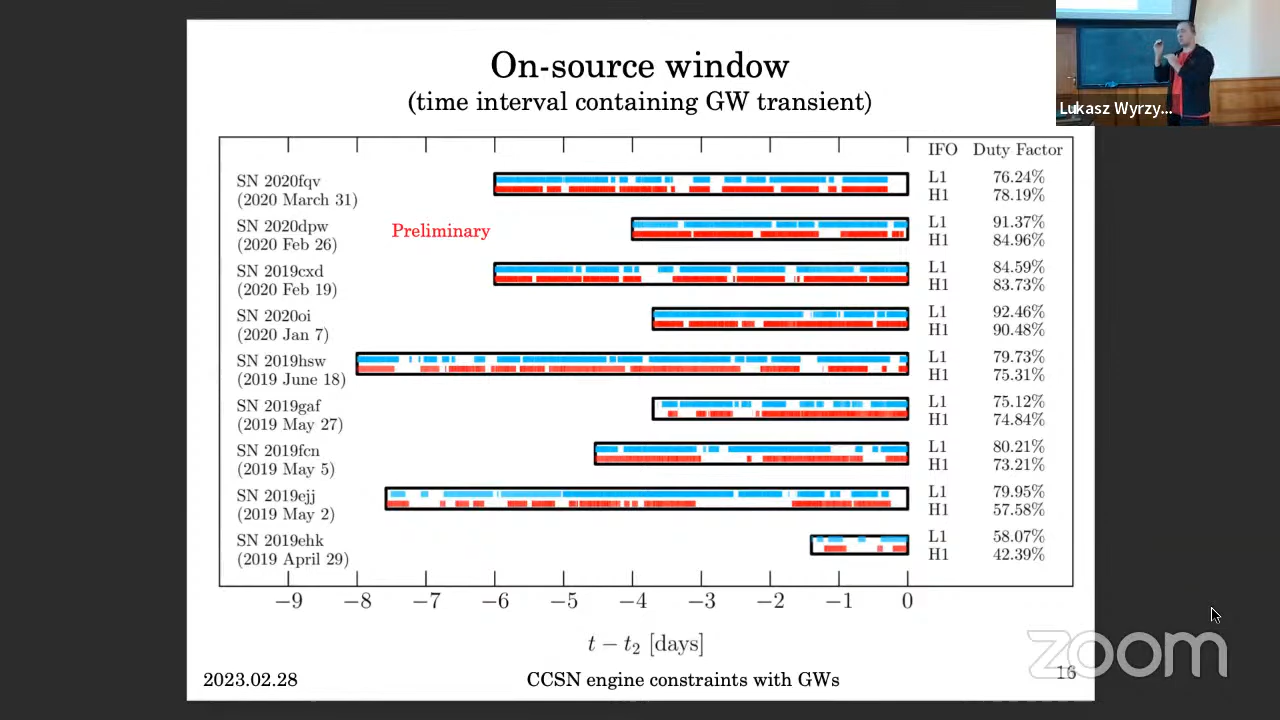 On-source window
(time interval containing GW transient)
IFO Duty Factor
SN 2020fqv
(2020 March 31)
L1 76.24%
H1 78.19%
SN 2020dpw
(2020 Feb 26)
Preliminary
L1 91.37%
H1 84.96%
SN 2019cxd
(2020 Feb 19)
L1 84.59%
H1 83.73%
SN 2020oi
(2020 Jan 7)
L1 92.46%
H1 90.48%
SN 2019hsw
(2019 June 18)
L1 79.73%
H1 75.31%
SN 2019gaf
(2019 May 27)
L1 75.12%
H1 74.84%
SN 2019fcn
(2019 May 5)
L1 80.21%
H1 73.21%
SN 2019ejj
(2019 May 2)
L1 79.95%
H1 57.58%
SN 2019ehk
(2019 April 29)
L1 58.07%
H1 42.39%
−9 −8 −7 −6 −5 −4 −3 −2 −1 0
t − t₂ [days]
2023.02.28
CCSN engine constraints with GWs
16
Lukasz Wyrzy...
zoom